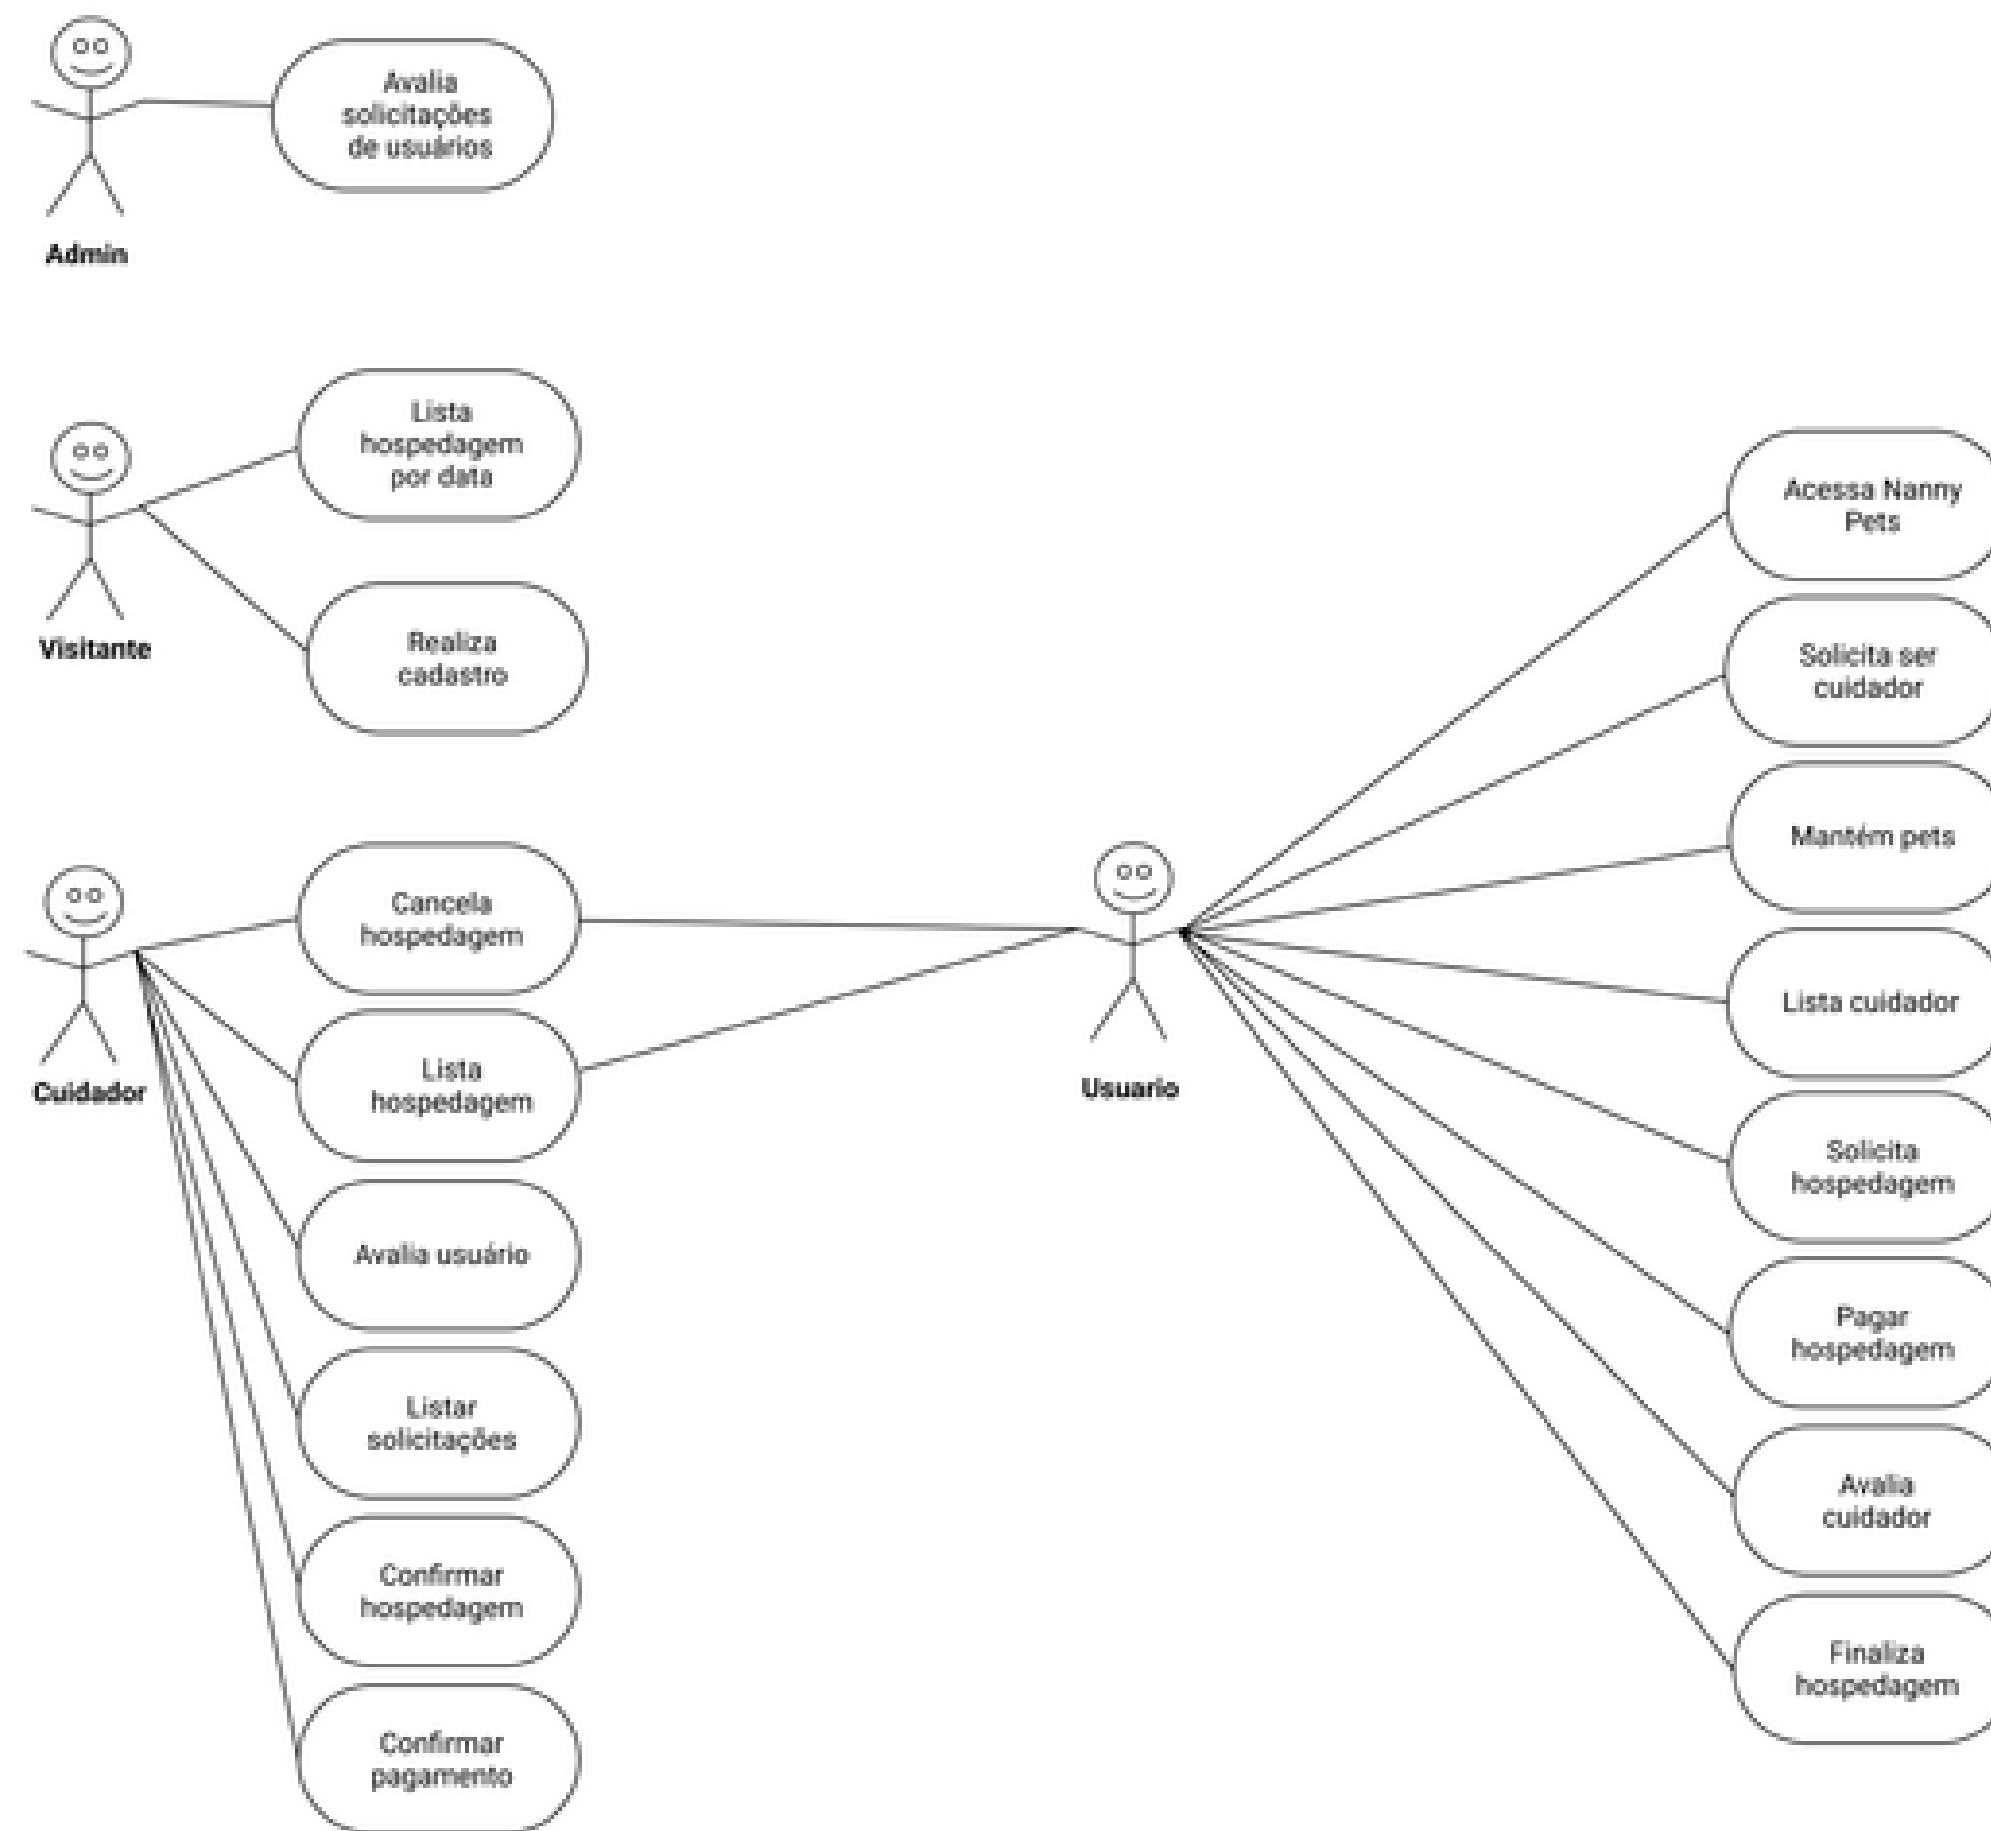 Avalia
solicitações
de usuários
Admin
Lista
hospedagem
por data
Visitante
Realiza
cadastro
Cancela
hospedagem
Cuidador
Lista
hospedagem
Avalia usuário
Listar
solicitações
Confirmar
hospedagem
Confirmar
pagamento
Usuario
Acessa Nanny
Pets
Solicita ser
cuidador
Mantém pets
Lista cuidador
Solicita
hospedagem
Pagar
hospedagem
Avalia
cuidador
Finaliza
hospedagem